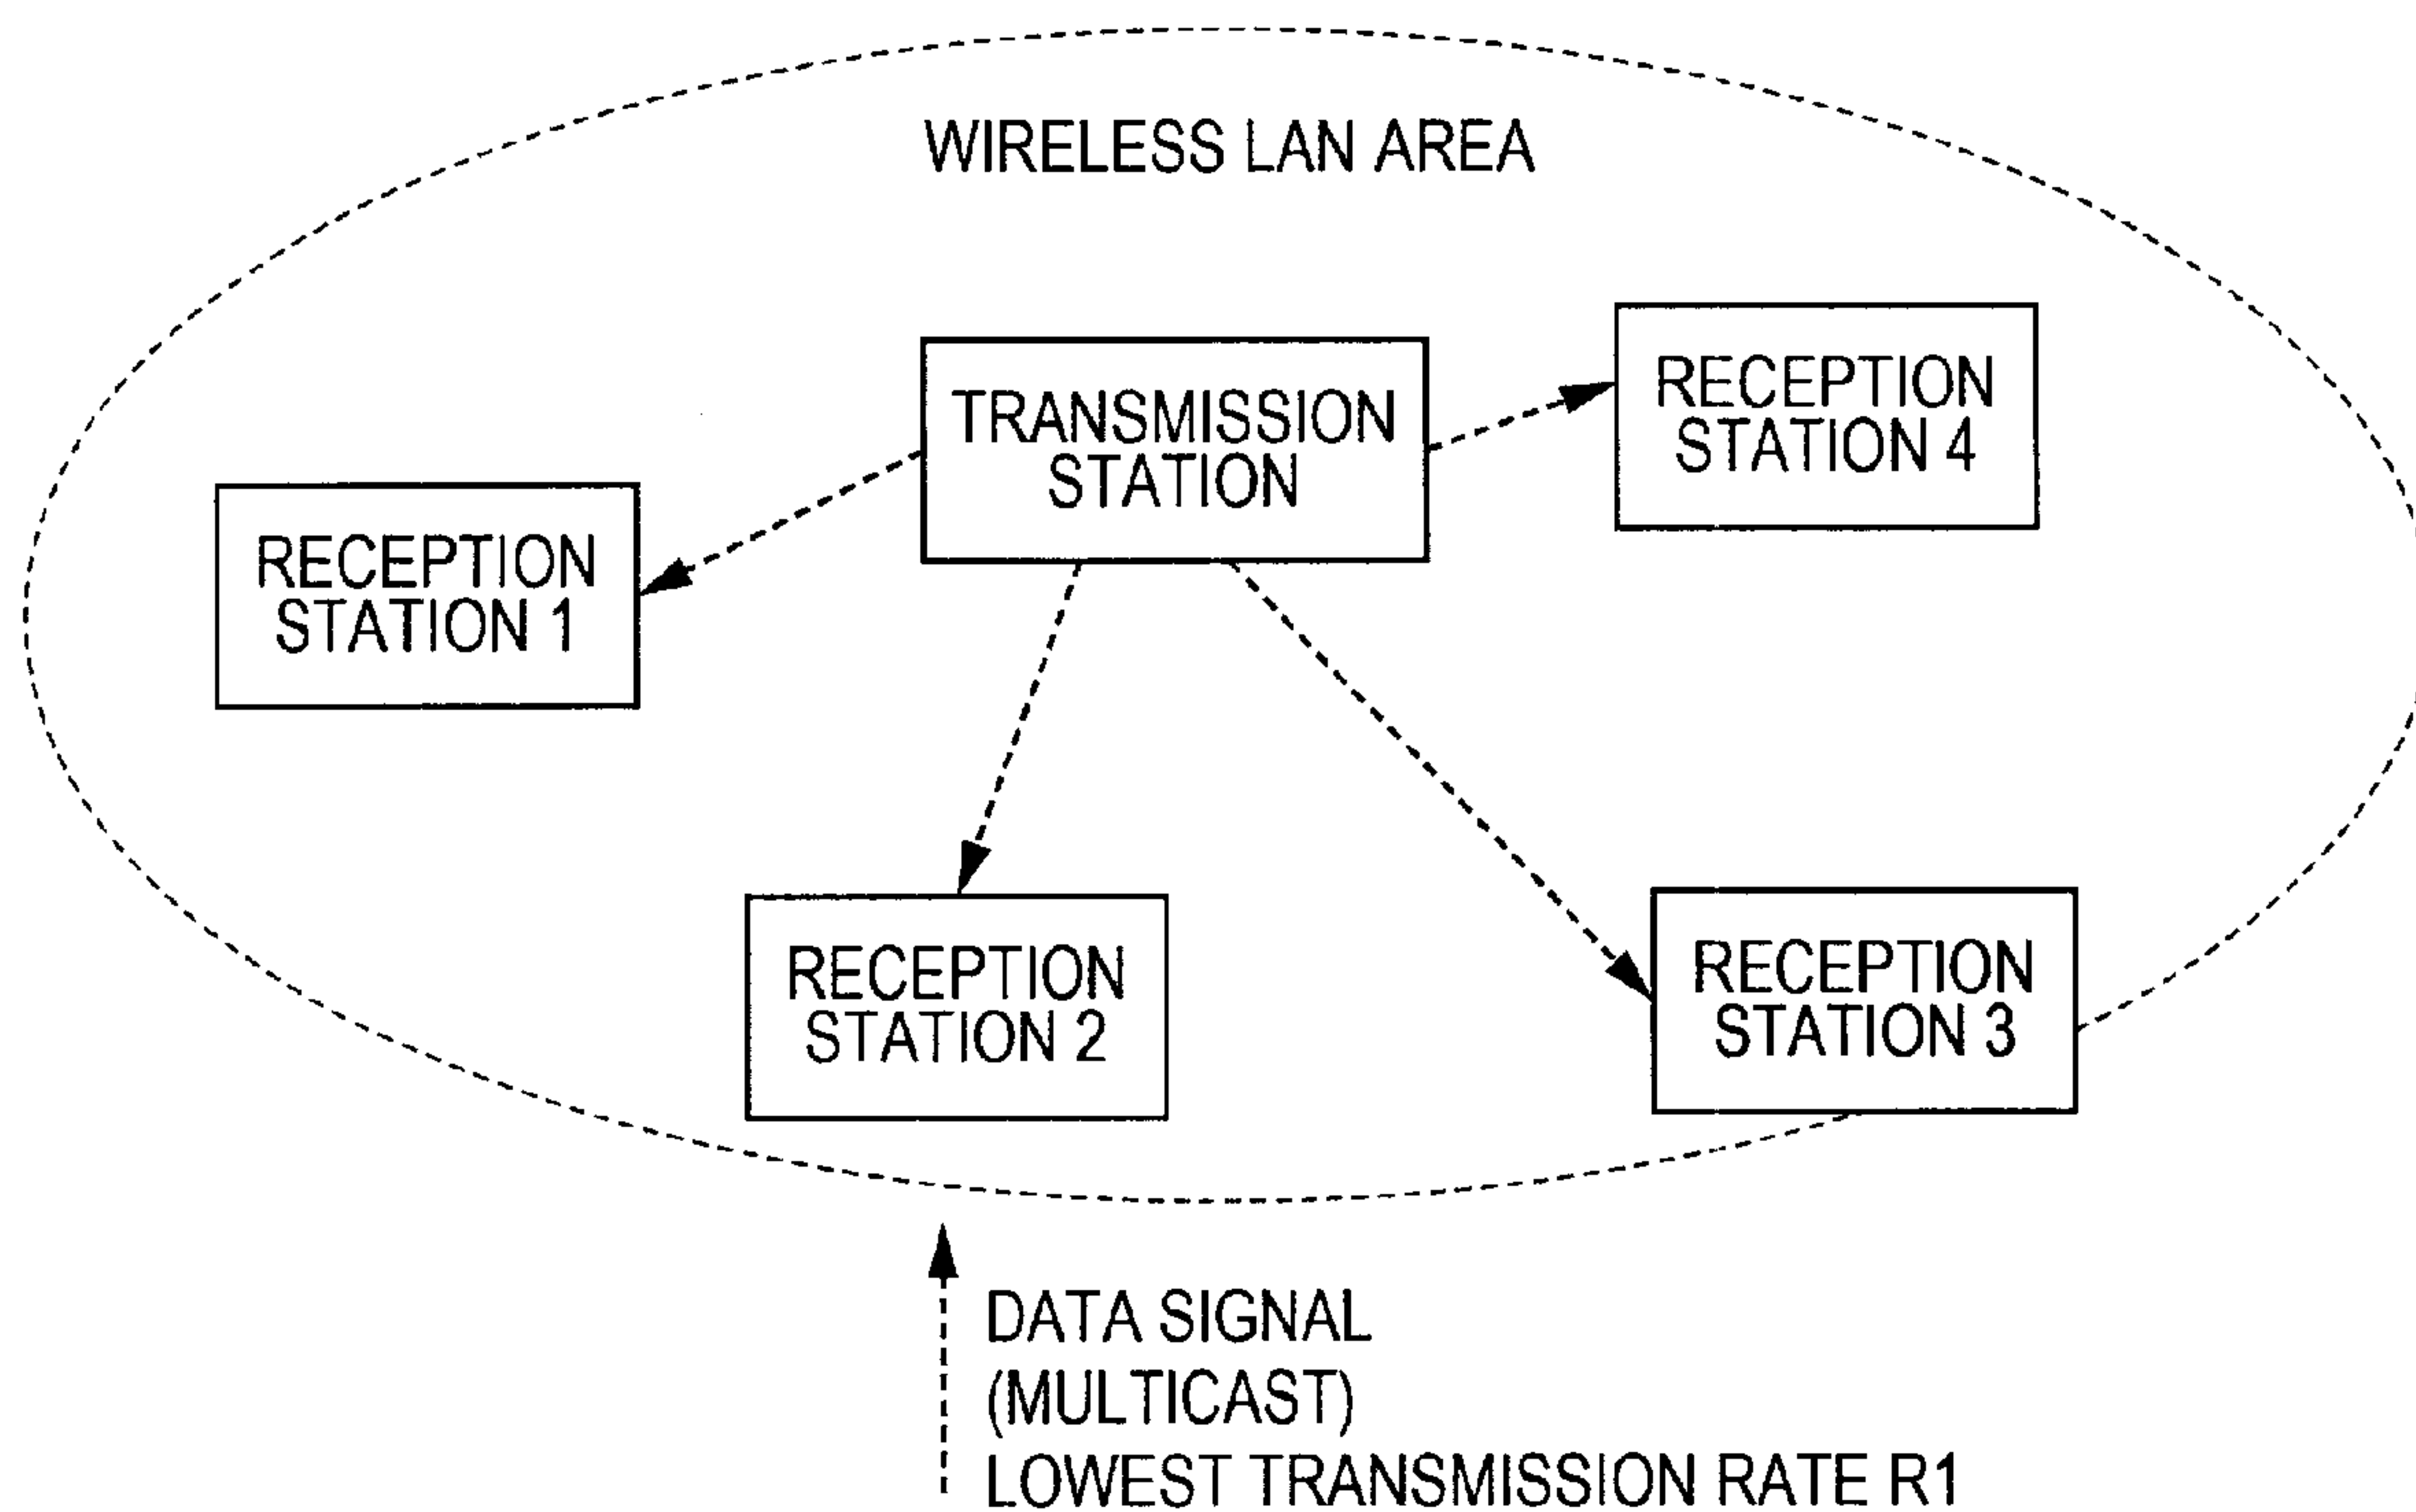 WIRELESS LAN AREA
TRANSMISSION
STATION
RECEPTION
STATION 4
RECEPTION
STATION 1
RECEPTION
STATION 2
RECEPTION
STATION 3
DATA SIGNAL
(MULTICAST)
LOWEST TRANSMISSION RATE R1